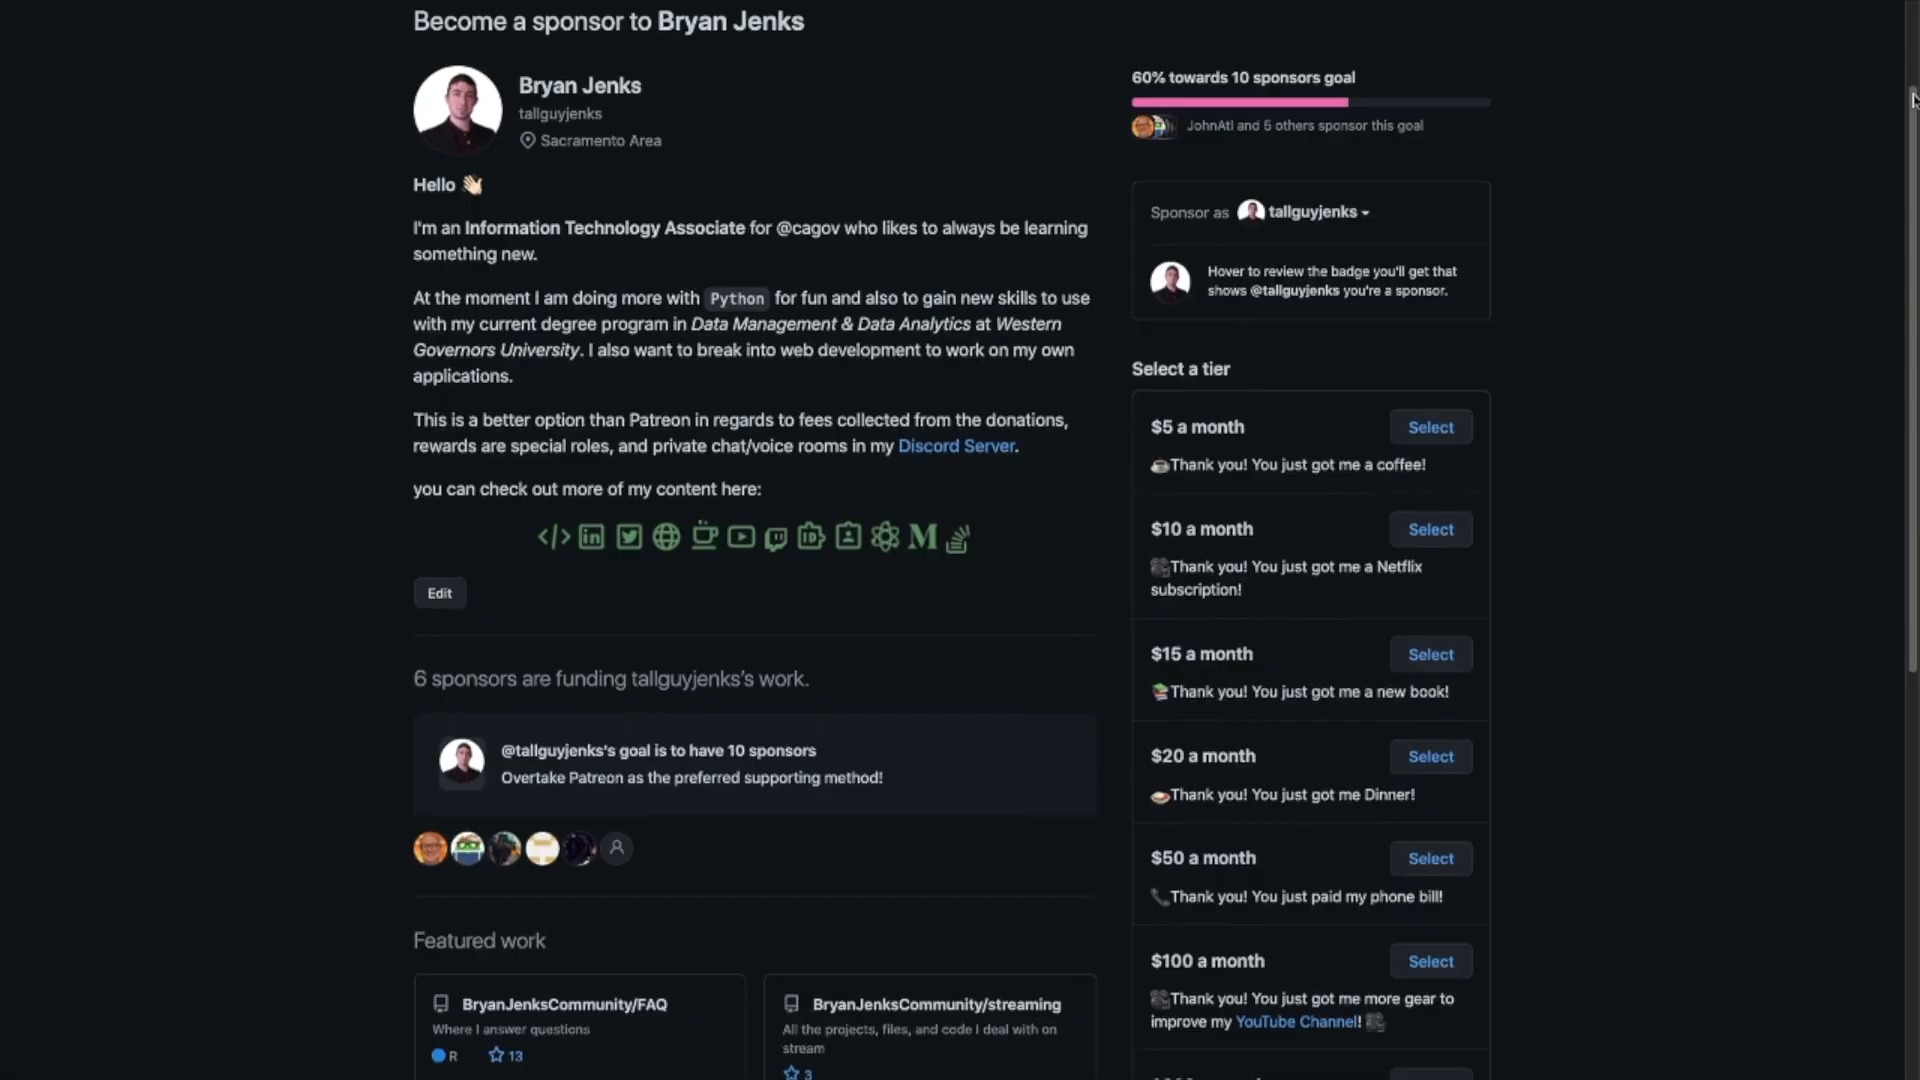 Become a sponsor to Bryan Jenks
Bryan Jenks
tallguyjenks
Sacramento Area
Hello 👋🏻
I'm an Information Technology Associate for @cagov who likes to always be learning
something new.
At the moment I am doing more with Python for fun and also to gain new skills to use
with my current degree program in Data Management & Data Analytics at Western
Governors University. I also want to break into web development to work on my own
applications.
This is a better option than Patreon in regards to fees collected from the donations,
rewards are special roles, and private chat/voice rooms in my Discord Server.
you can check out more of my content here:
Edit
6 sponsors are funding tallguyjenks's work.
@tallguyjenks's goal is to have 10 sponsors
Overtake Patreon as the preferred supporting method!
Featured work
BryanJenksCommunity/FAQ
Where I answer questions
R 13
BryanJenksCommunity/streaming
All the projects, files, and code I deal with on
stream
3
60% towards 10 sponsors goal
JohnAtl and 5 others sponsor this goal
Sponsor as tallguyjenks
Hover to review the badge you'll get that
shows @tallguyjenks you're a sponsor.
Select a tier
$5 a month Select
☕Thank you! You just got me a coffee!
$10 a month Select
🎥Thank you! You just got me a Netflix
subscription!
$15 a month Select
📚Thank you! You just got me a new book!
$20 a month Select
🍲Thank you! You just got me Dinner!
$50 a month Select
📞Thank you! You just paid my phone bill!
$100 a month Select
🎥Thank you! You just got me more gear to
improve my YouTube Channel! 🎥